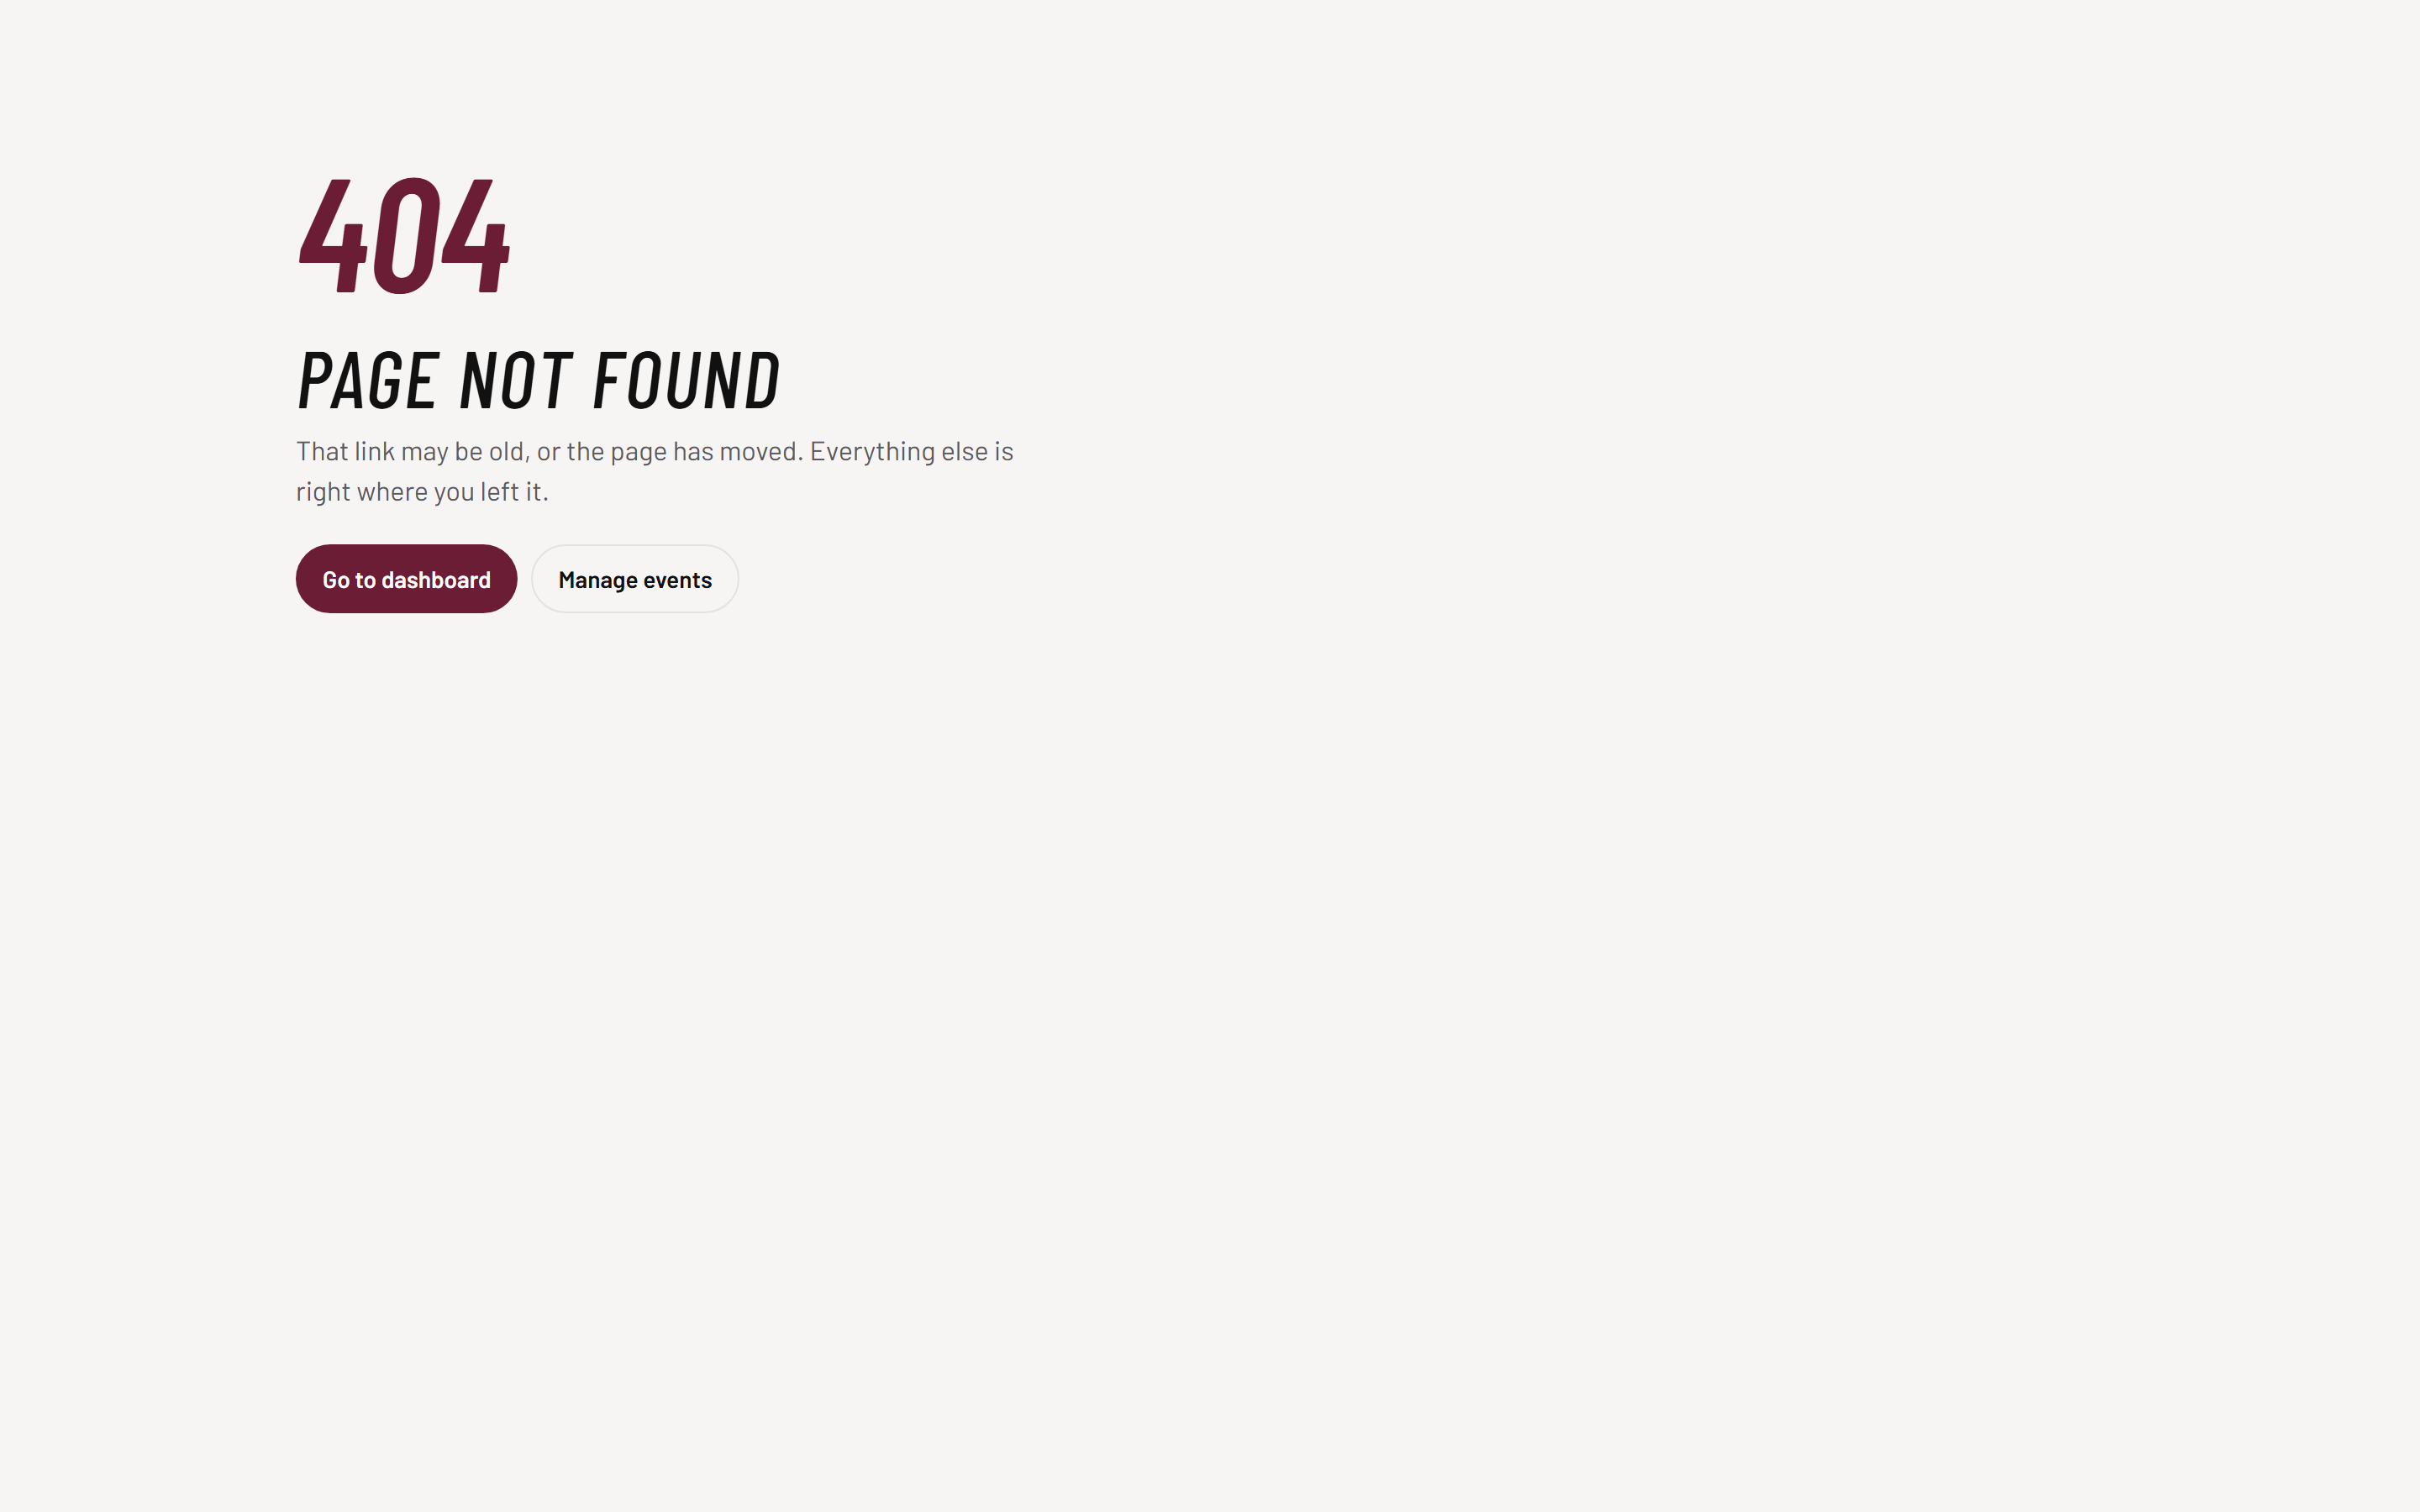 404
PAGE NOT FOUND
That link may be old, or the page has moved. Everything else is
right where you left it.
Go to dashboard
Manage events